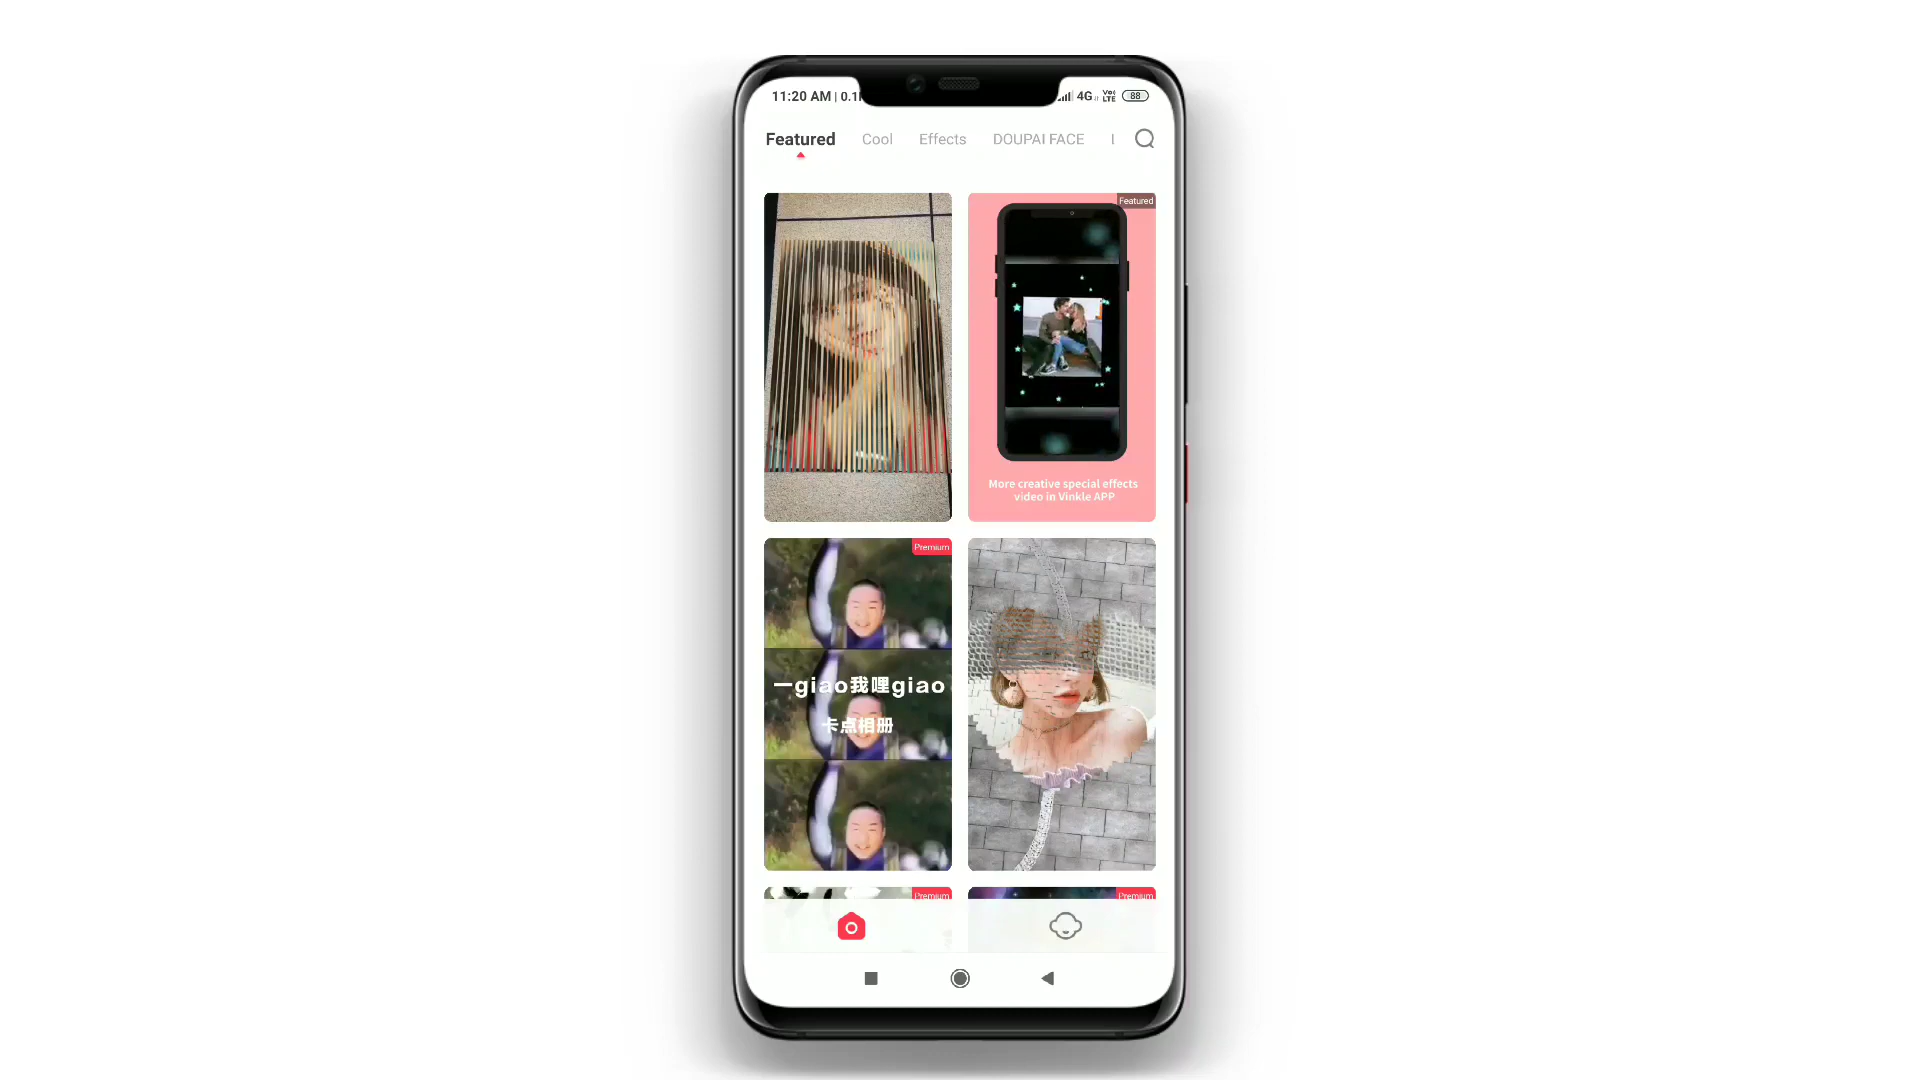 11:20 AM | 0.1
4G
Vo LTE
88
Featured
Cool
Effects
DOUPAI FACE
Featured
More creative special effects
video in Vinkle APP
Premium
一giao我哩giao
卡点相册
Premium
Premium